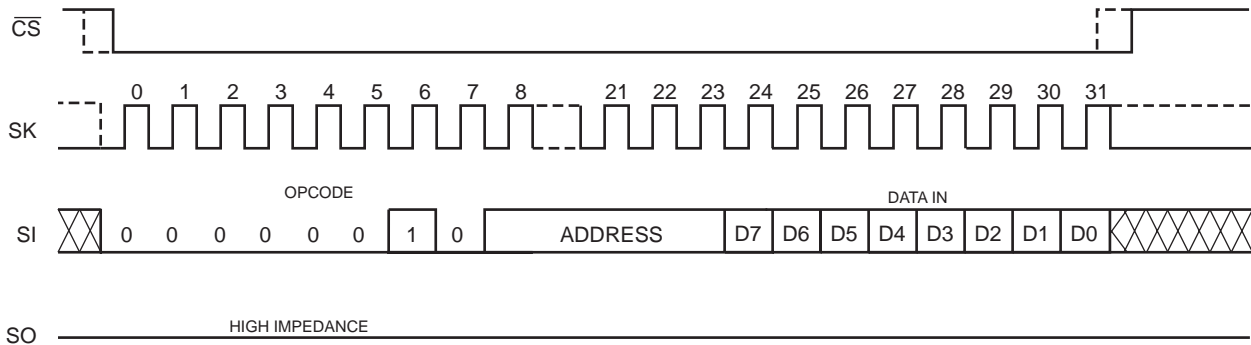 CS
0 1 2 3 4 5 6 7 8 21 22 23 24 25 26 27 28 29 30 31
SK
OPCODE DATA IN
SI 0 0 0 0 0 0 1 0 ADDRESS D7 D6 D5 D4 D3 D2 D1 D0
HIGH IMPEDANCE
SO